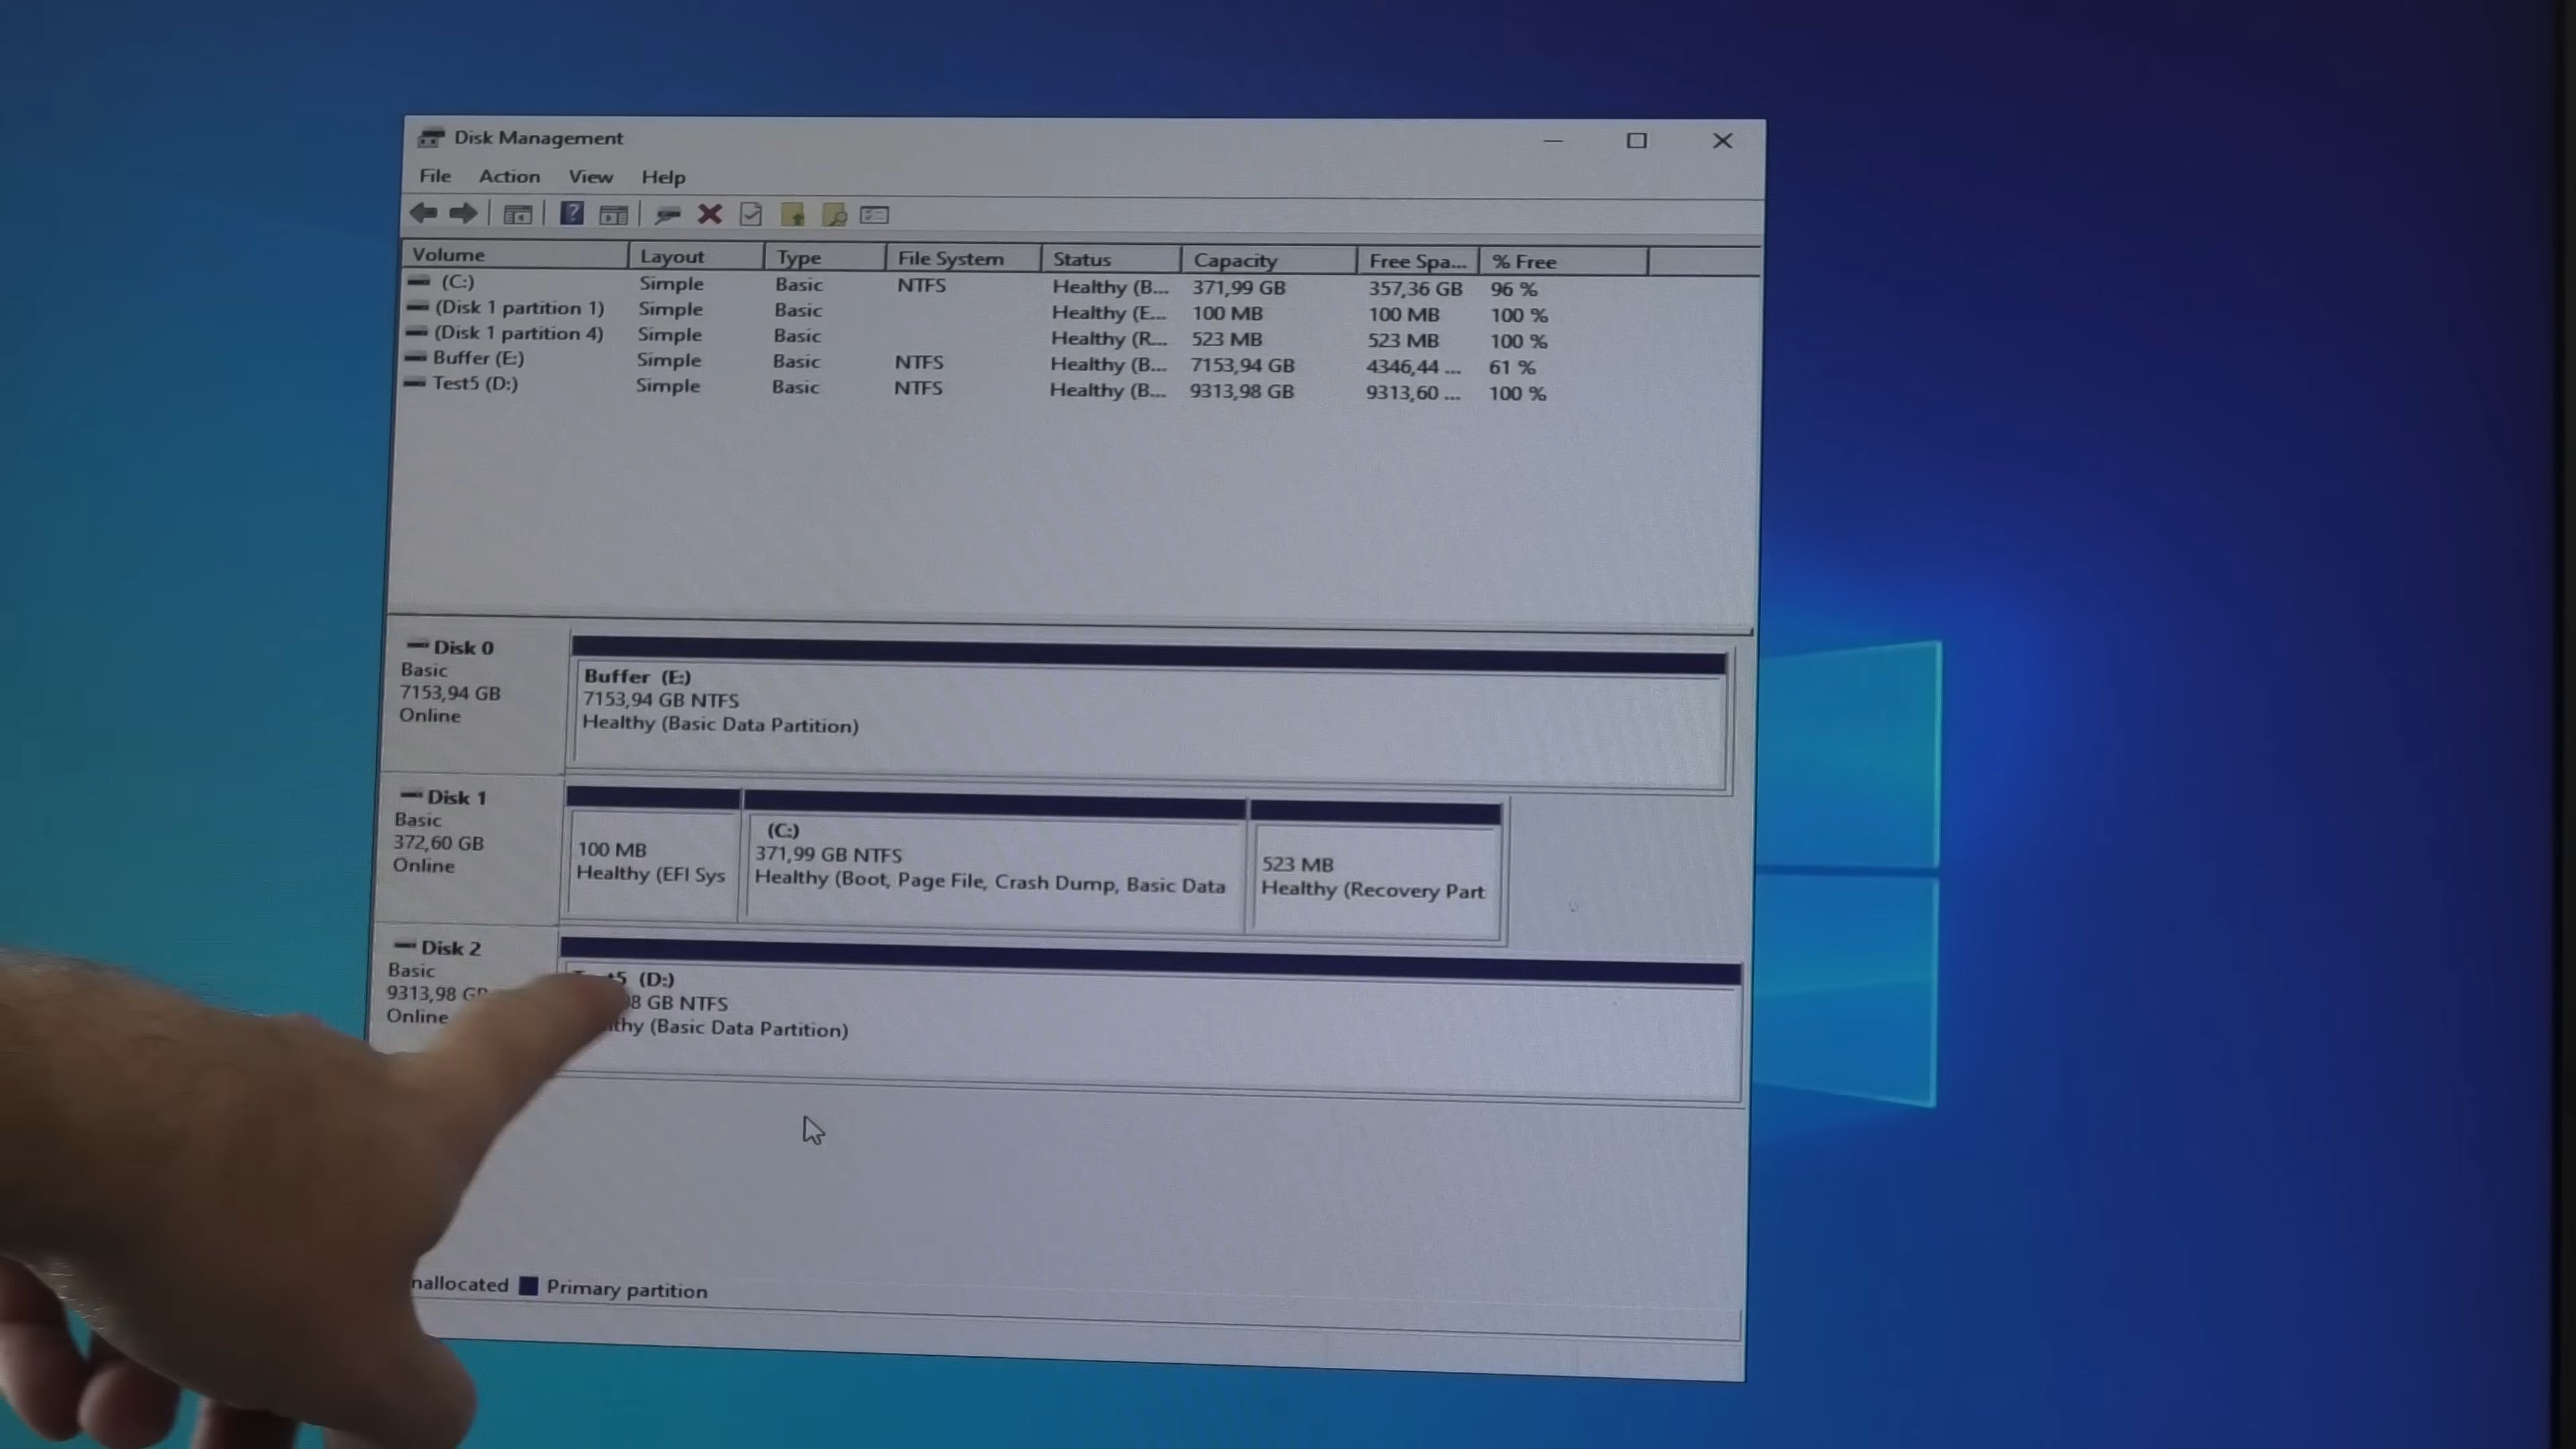 Disk Management
File Action View Help
Volume Layout Type File System Status Capacity Free Spa... % Free
(C:) Simple Basic NTFS Healthy (B... 371,99 GB 357,36 GB 96 %
(Disk 1 partition 1) Simple Basic Healthy (E... 100 MB 100 MB 100 %
(Disk 1 partition 4) Simple Basic Healthy (R... 523 MB 523 MB 100 %
Buffer (E:) Simple Basic NTFS Healthy (B... 7153,94 GB 4346,44 ... 61 %
Test5 (D:) Simple Basic NTFS Healthy (B... 9313,98 GB 9313,60 ... 100 %
Disk 0
Basic
7153,94 GB
Online
Buffer (E:)
7153,94 GB NTFS
Healthy (Basic Data Partition)
Disk 1
Basic
372,60 GB
Online
100 MB
Healthy (EFI Sys
(C:)
371,99 GB NTFS
Healthy (Boot, Page File, Crash Dump, Basic Data
523 MB
Healthy (Recovery Part
Disk 2
Basic
9313,98
Online
(D:)
GB NTFS
(Basic Data Partition)
Primary partition